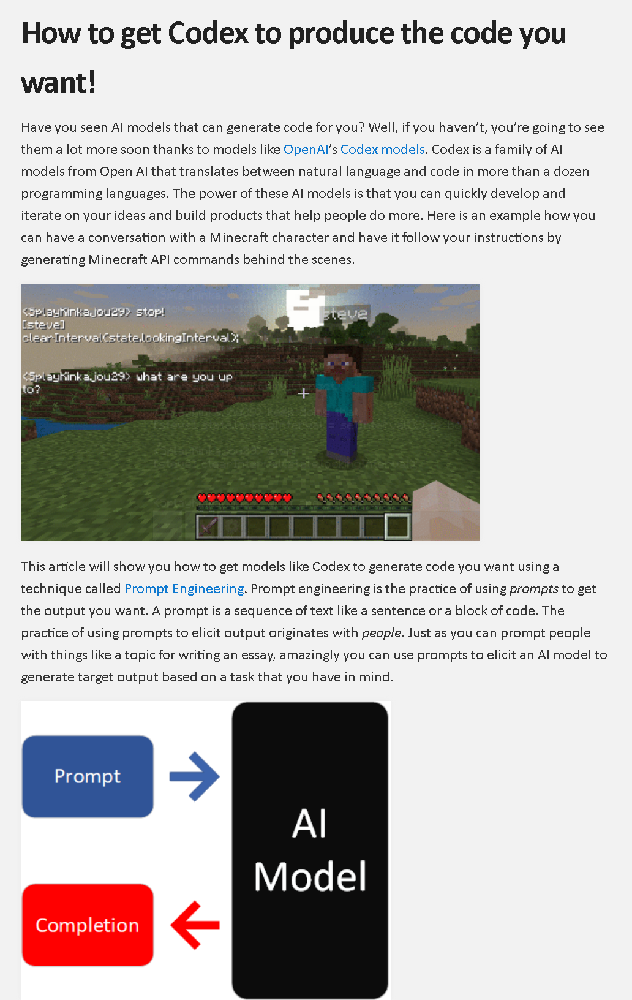 How to get Codex to produce the code you
want!
Have you seen AI models that can generate code for you? Well, if you haven’t, you’re going to see
them a lot more soon thanks to models like OpenAI’s Codex models. Codex is a family of AI
models from Open AI that translates between natural language and code in more than a dozen
programming languages. The power of these AI models is that you can quickly develop and
iterate on your ideas and build products that help people do more. Here is an example how you
can have a conversation with a Minecraft character and have it follow your instructions by
generating Minecraft API commands behind the scenes.
<SplayKinkajou29> stop!
steve
[steve]
clearInterval(state.lookingInterval);
<SplayKinkajou29> what are you up
to?
This article will show you how to get models like Codex to generate code you want using a
technique called Prompt Engineering. Prompt engineering is the practice of using prompts to get
the output you want. A prompt is a sequence of text like a sentence or a block of code. The
practice of using prompts to elicit output originates with people. Just as you can prompt people
with things like a topic for writing an essay, amazingly you can use prompts to elicit an AI model to
generate target output based on a task that you have in mind.
Prompt
AI
Model
Completion